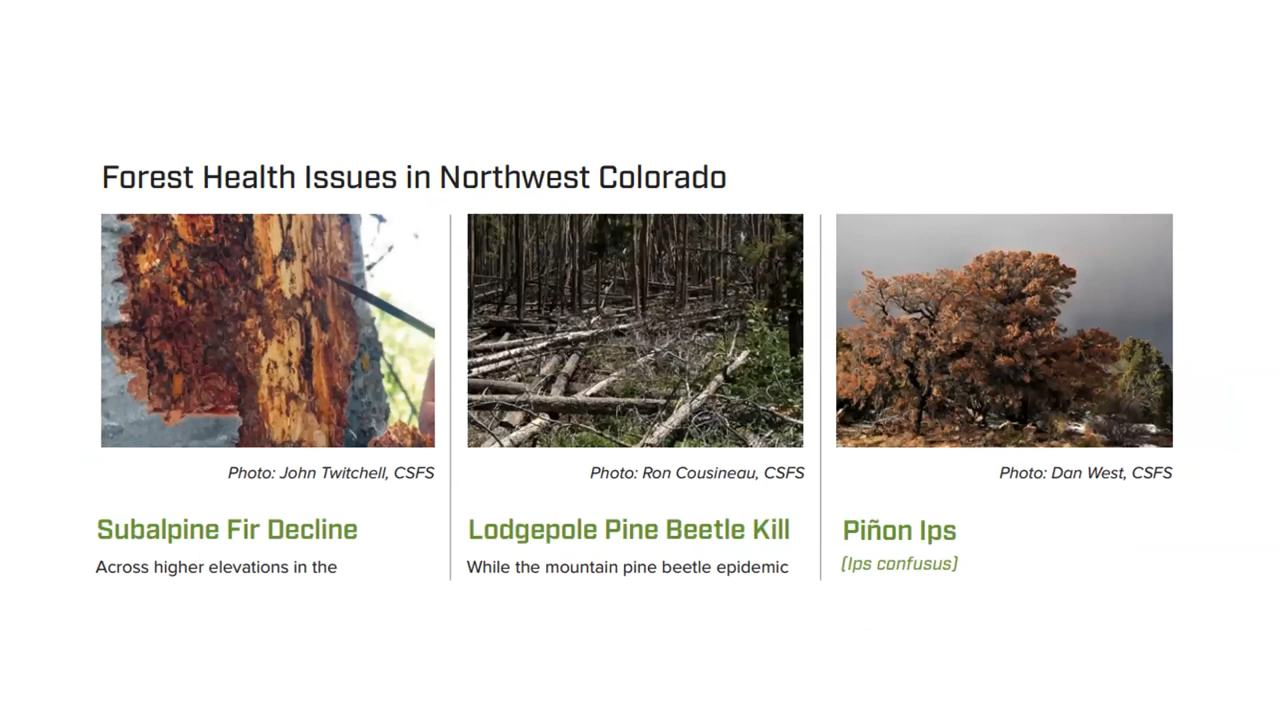 Forest Health Issues in Northwest Colorado
Photo: John Twitchell, CSFS
Photo: Ron Cousineau, CSFS
Photo: Dan West, CSFS
Subalpine Fir Decline
Across higher elevations in the
Lodgepole Pine Beetle Kill
While the mountain pine beetle epidemic
Piñon Ips
(Ips confusus)